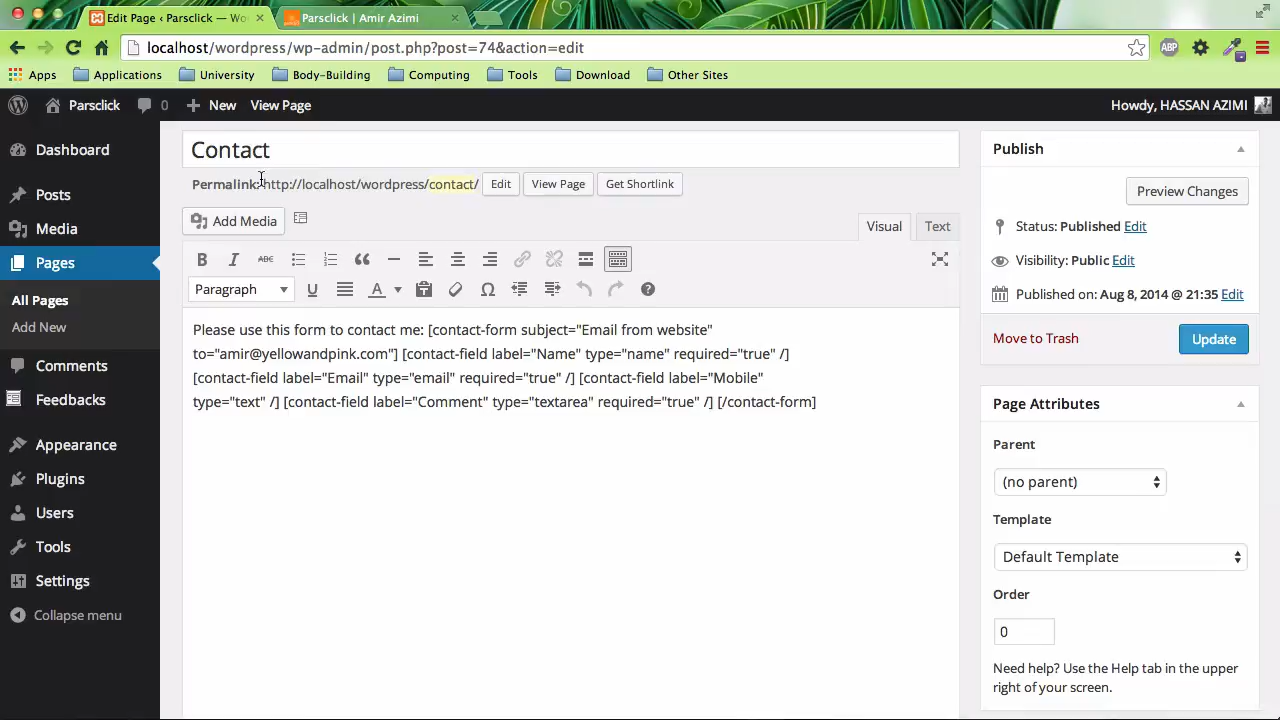 Edit Page ‹ Parsclick — Wo
Parsclick | Amir Azimi
localhost/wordpress/wp-admin/post.php?post=74&action=edit
ABP
Apps Applications University Body-Building Computing Tools Download Other Sites
Parsclick 0 New View Page Howdy, HASSAN AZIMI
Dashboard
Posts
Media
Pages
All Pages
Add New
Comments
Feedbacks
Appearance
Plugins
Users
Tools
Settings
Collapse menu
Contact
Permalink: http://localhost/wordpress/contact/ Edit View Page Get Shortlink
Add Media
Visual Text
B I ABC
Paragraph U A Ω
Please use this form to contact me: [contact-form subject="Email from website"
to="amir@yellowandpink.com"] [contact-field label="Name" type="name" required="true" /]
[contact-field label="Email" type="email" required="true" /] [contact-field label="Mobile"
type="text" /] [contact-field label="Comment" type="textarea" required="true" /] [/contact-form]
Publish
Preview Changes
Status: Published Edit
Visibility: Public Edit
Published on: Aug 8, 2014 @ 21:35 Edit
Move to Trash Update
Page Attributes
Parent
(no parent)
Template
Default Template
Order
0
Need help? Use the Help tab in the upper
right of your screen.